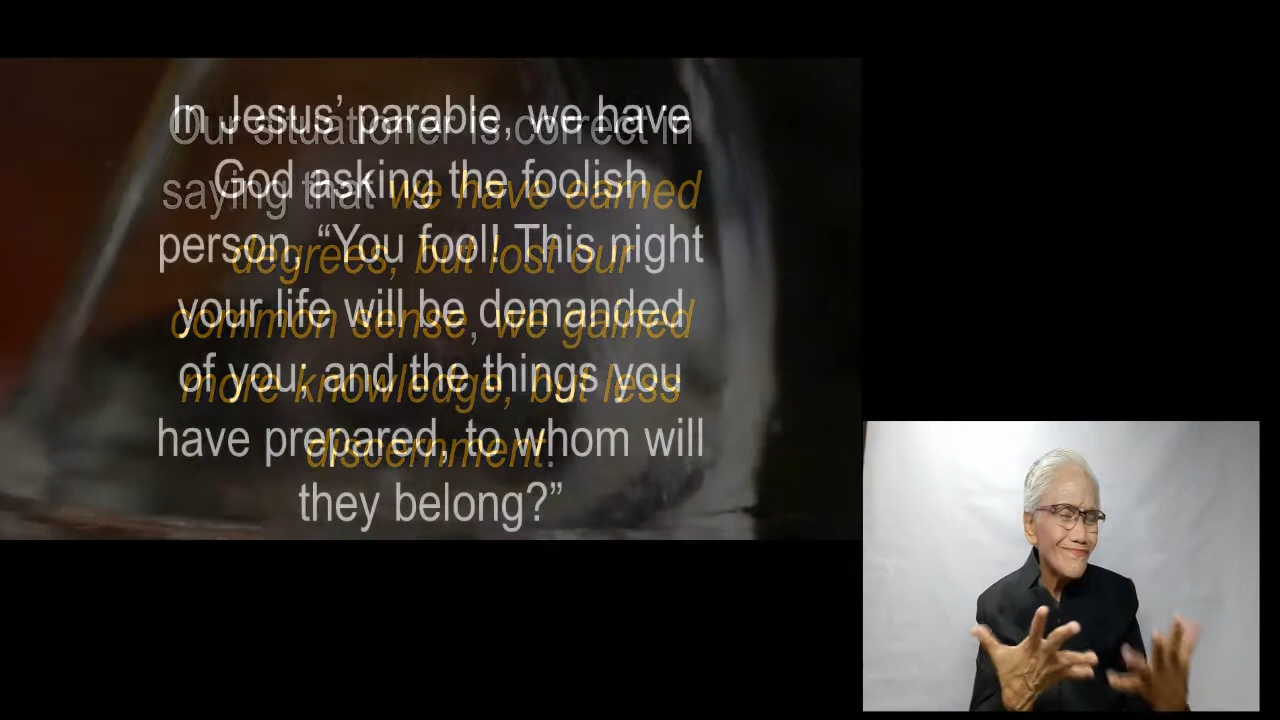 In Jesus’ parable, we have
God asking the foolish
person, “You fool! This night
your life will be demanded
of you; and the things you
have prepared, to whom will
they belong?”
Our situationer is correct in
saying that we have earned
degrees, but lost our
common sense, we gained
more knowledge, but less
discernment.